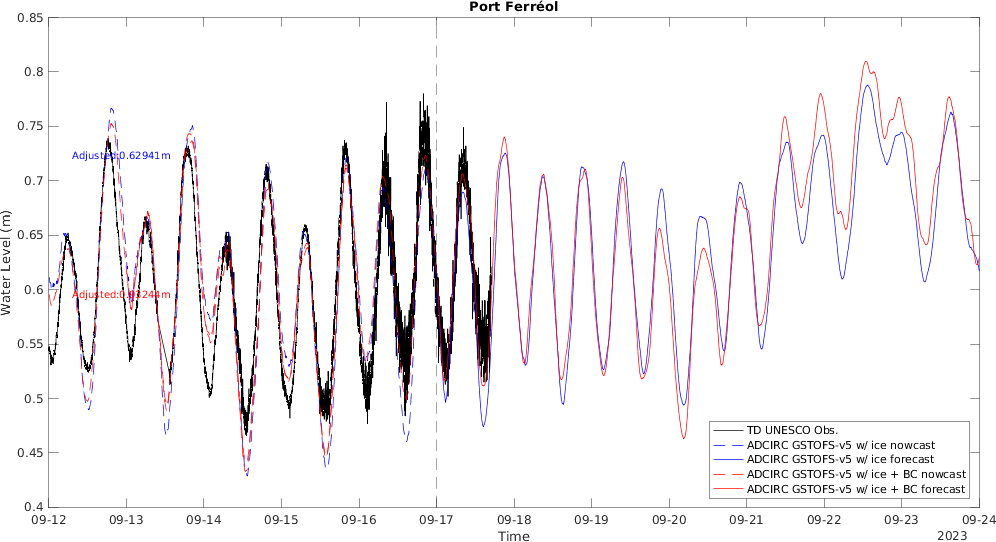 Port Ferréol
Water Level (m)
0.85
0.8
0.75
0.7
0.65
0.6
0.55
0.5
0.45
0.4
Adjusted:0.62941m
TD UNESCO Obs.
ADCIRC GSTOFS-v5 w/ ice nowcast
ADCIRC GSTOFS-v5 w/ ice forecast
ADCIRC GSTOFS-v5 w/ ice + BC nowcast
ADCIRC GSTOFS-v5 w/ ice + BC forecast
09-12 09-13 09-14 09-15 09-16 09-17 09-18 09-19 09-20 09-21 09-22 09-23 09-24
Time
2023